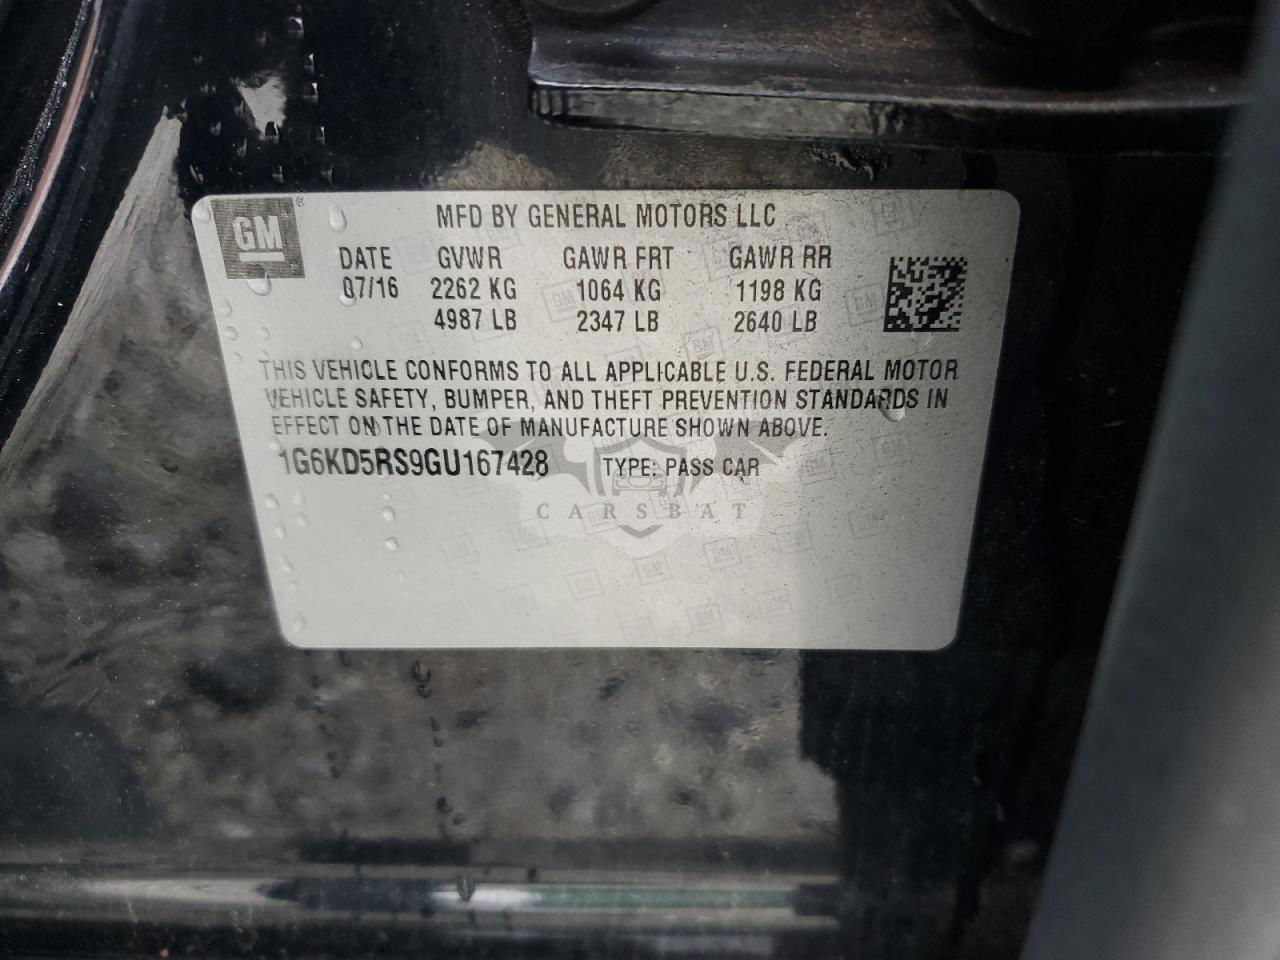 GM®
MFD BY GENERAL MOTORS LLC
DATE GVWR GAWR FRT GAWR RR
07/16 2262 KG 1064 KG 1198 KG
4987 LB 2347 LB 2640 LB
THIS VEHICLE CONFORMS TO ALL APPLICABLE U.S. FEDERAL MOTOR
VEHICLE SAFETY, BUMPER, AND THEFT PREVENTION STANDARDS IN
EFFECT ON THE DATE OF MANUFACTURE SHOWN ABOVE.
1G6KD5RS9GU167428 TYPE: PASS CAR
CARSBAT